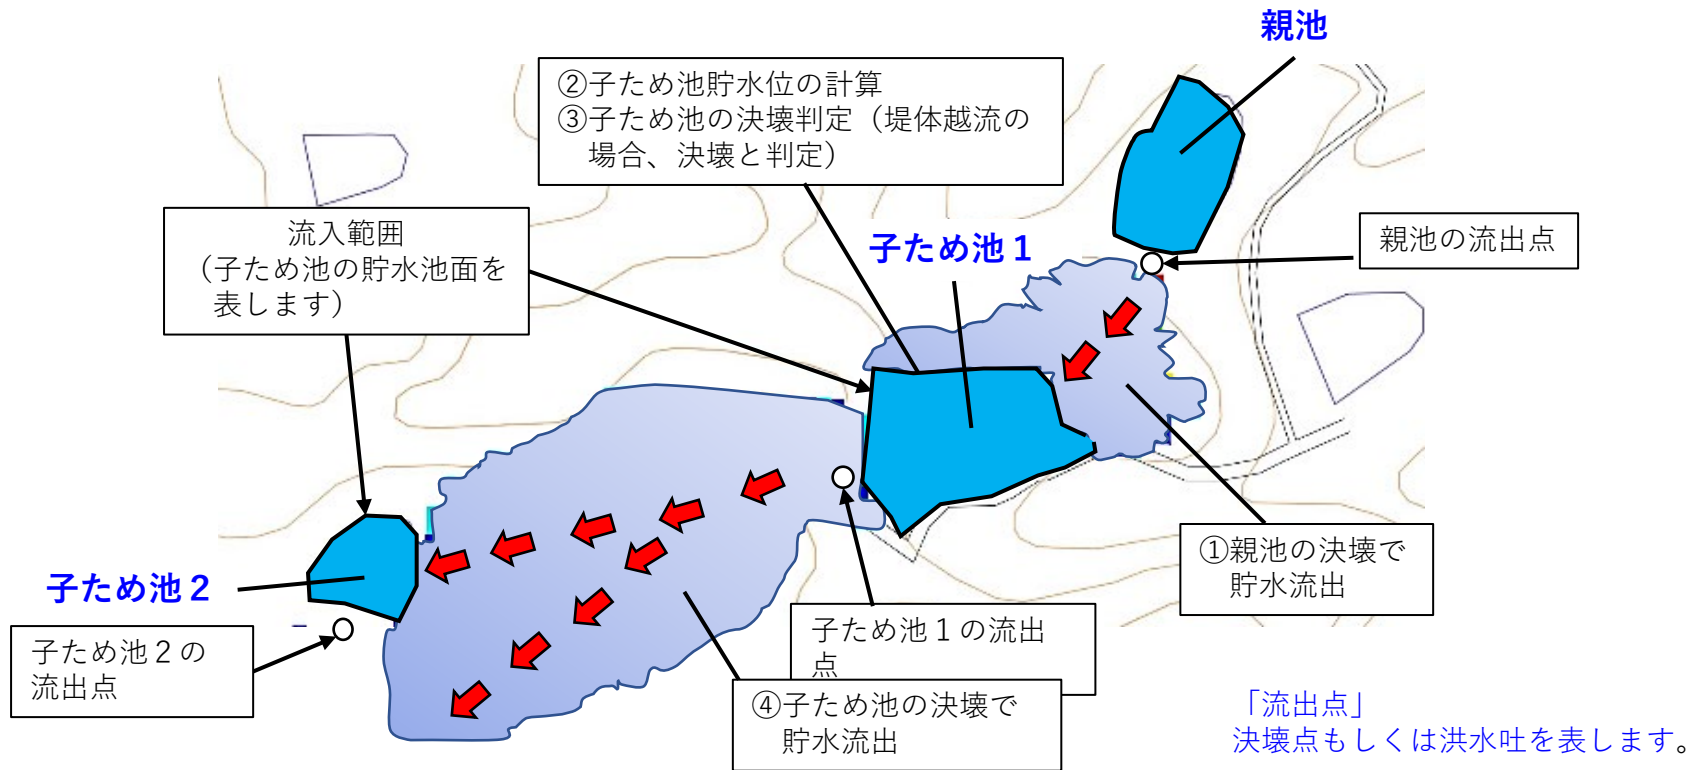 親池
②子ため池貯水位の計算
③子ため池の決壊判定（堤体越流の
場合、決壊と判定）
流入範囲
（子ため池の貯水池面を
表します）
子ため池１
親池の流出点
①親池の決壊で
貯水流出
子ため池２
子ため池２の
流出点
子ため池１の流出
点
④子ため池の決壊で
貯水流出
「流出点」
決壊点もしくは洪水吐を表します。